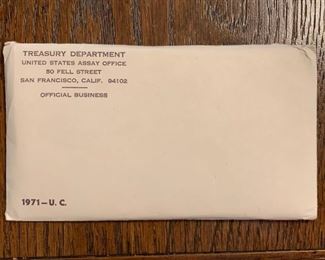 TREASURY DEPARTMENT
UNITED STATES ASSAY OFFICE
50 FELL STREET
SAN FRANCISCO, CALIF. 94102
OFFICIAL BUSINESS
1971—U. C.